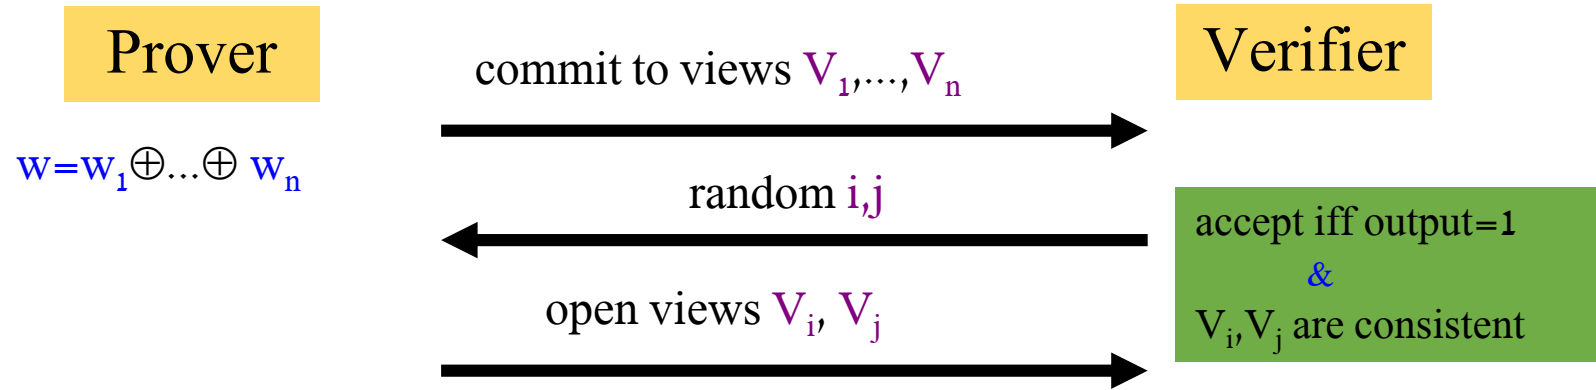 Prover
Verifier
commit to views V₁,...,Vₙ
w=w₁⊕...⊕ wₙ
random i,j
accept iff output=1
&
Vᵢ,Vⱼ are consistent
open views Vᵢ, Vⱼ